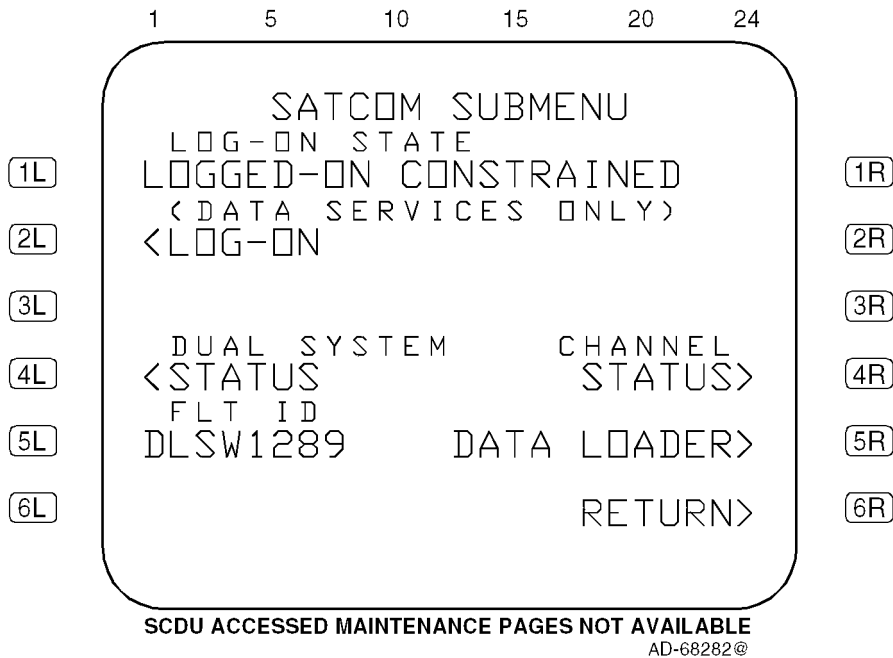 1 5 10 15 20 24
SATCOM SUBMENU
LOG-ON STATE
1L LOGGED-ON CONSTRAINED 1R
(DATA SERVICES ONLY)
2L <LOG-ON 2R
3L 3R
DUAL SYSTEM CHANNEL
4L <STATUS STATUS> 4R
FLT ID
5L DLSW1289 DATA LOADER> 5R
6L RETURN> 6R
SCDU ACCESSED MAINTENANCE PAGES NOT AVAILABLE
AD-68282@